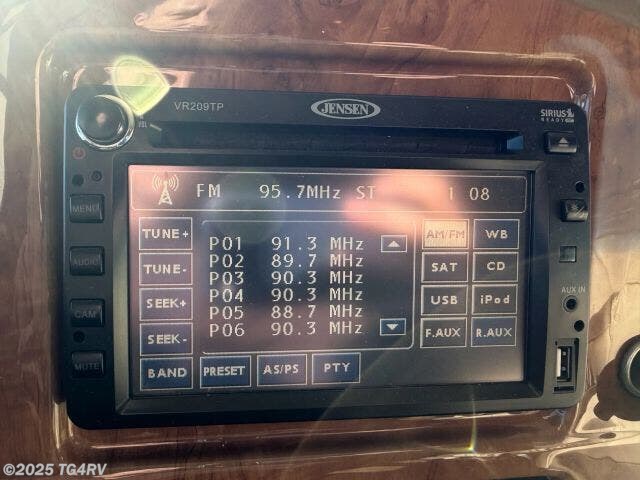 VR209TP
JENSEN
SIRIUS
READY
VOL
FM 95.7MHz ST 1 08
MENU
AUDIO
CAM
MUTE
TUNE+
TUNE-
SEEK+
SEEK-
BAND
P01 91.3 MHz
P02 89.7 MHz
P03 90.3 MHz
P04 90.3 MHz
P05 88.7 MHz
P06 90.3 MHz
PRESET
AS/PS
PTY
AM/FM
WB
SAT
CD
USB
iPod
F.AUX
R.AUX
AUX IN
©2025 TG4RV